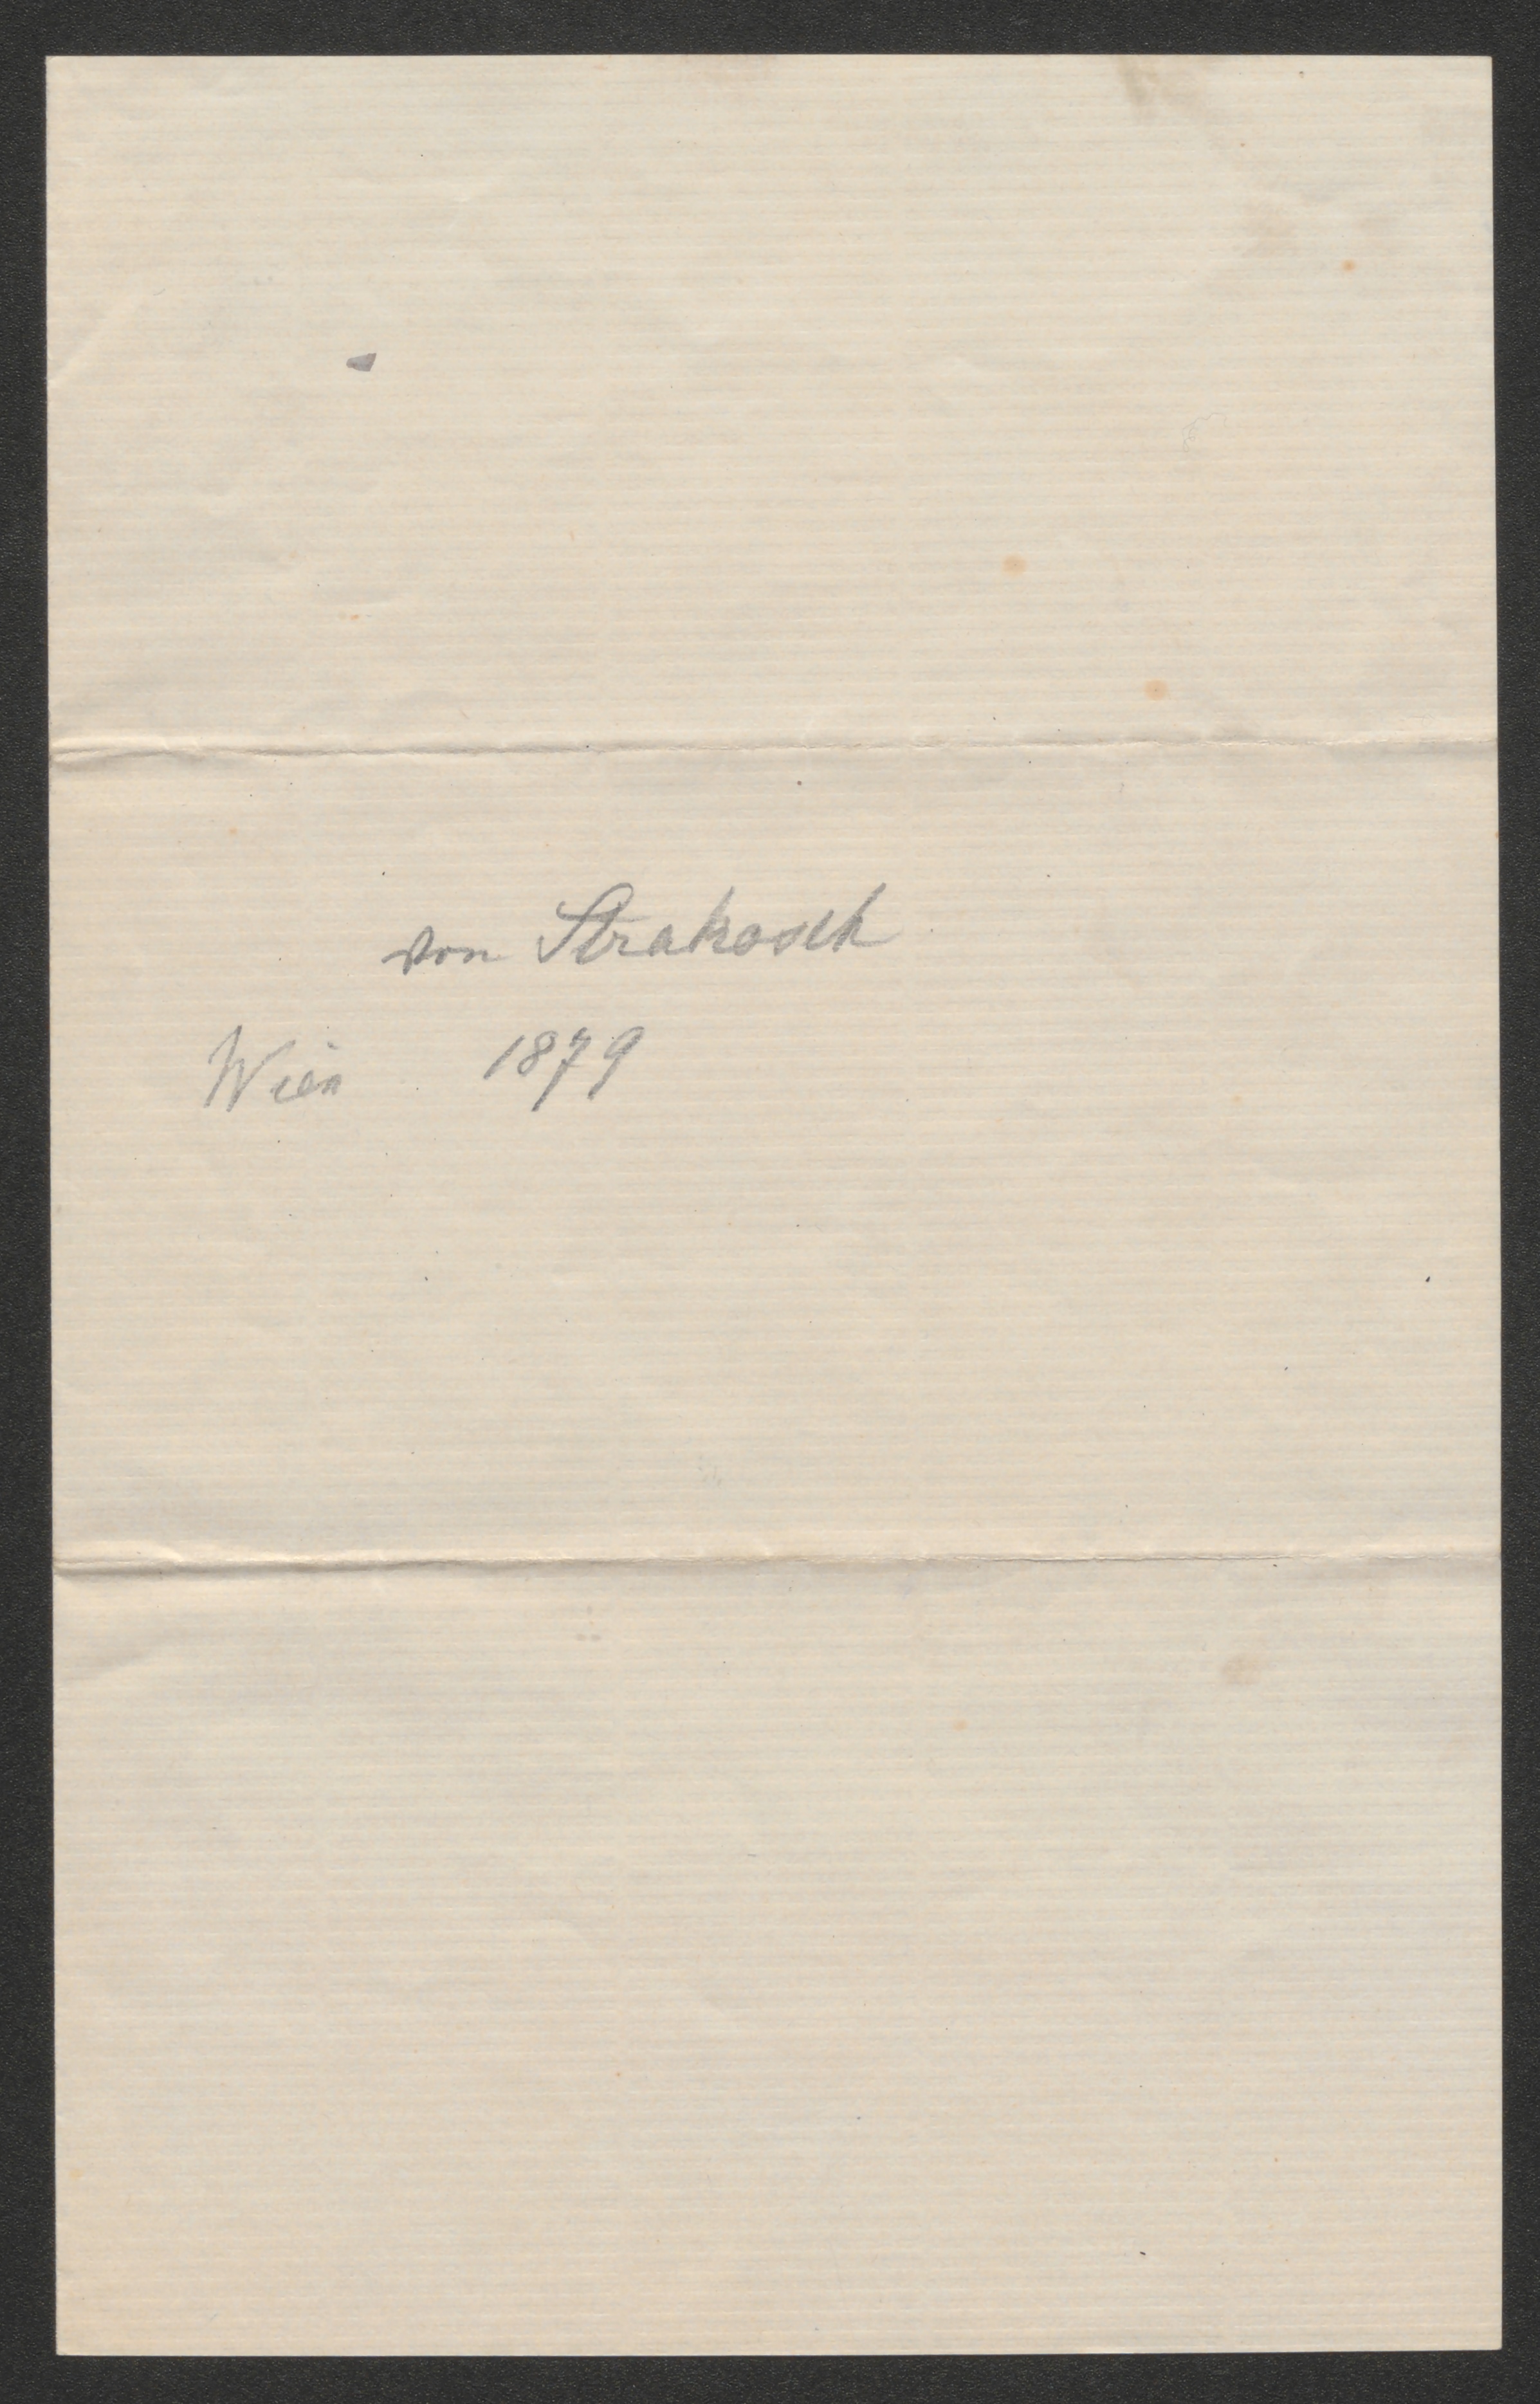 von Strakosch
Wien 1879